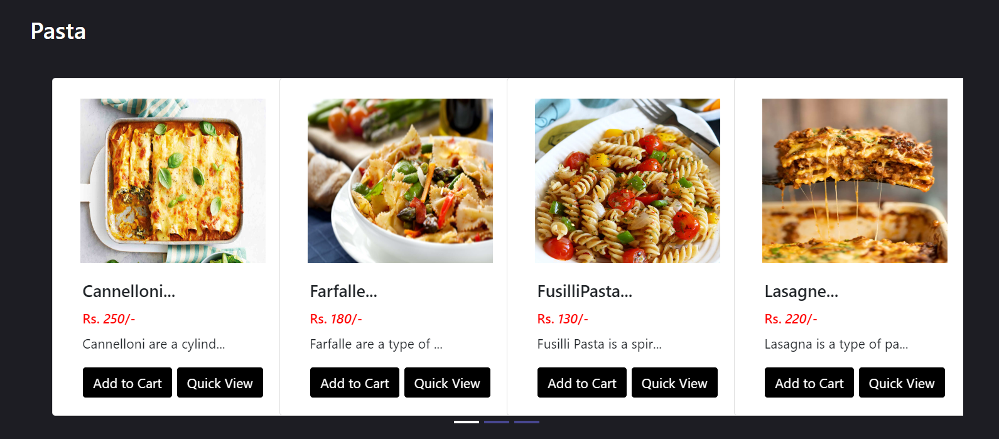 Pasta
Cannelloni...
Rs. 250/-
Cannelloni are a cylind...
Add to Cart
Quick View
Farfalle...
Rs. 180/-
Farfalle are a type of ...
Add to Cart
Quick View
FusilliPasta...
Rs. 130/-
Fusilli Pasta is a spir...
Add to Cart
Quick View
Lasagne...
Rs. 220/-
Lasagna is a type of pa...
Add to Cart
Quick View